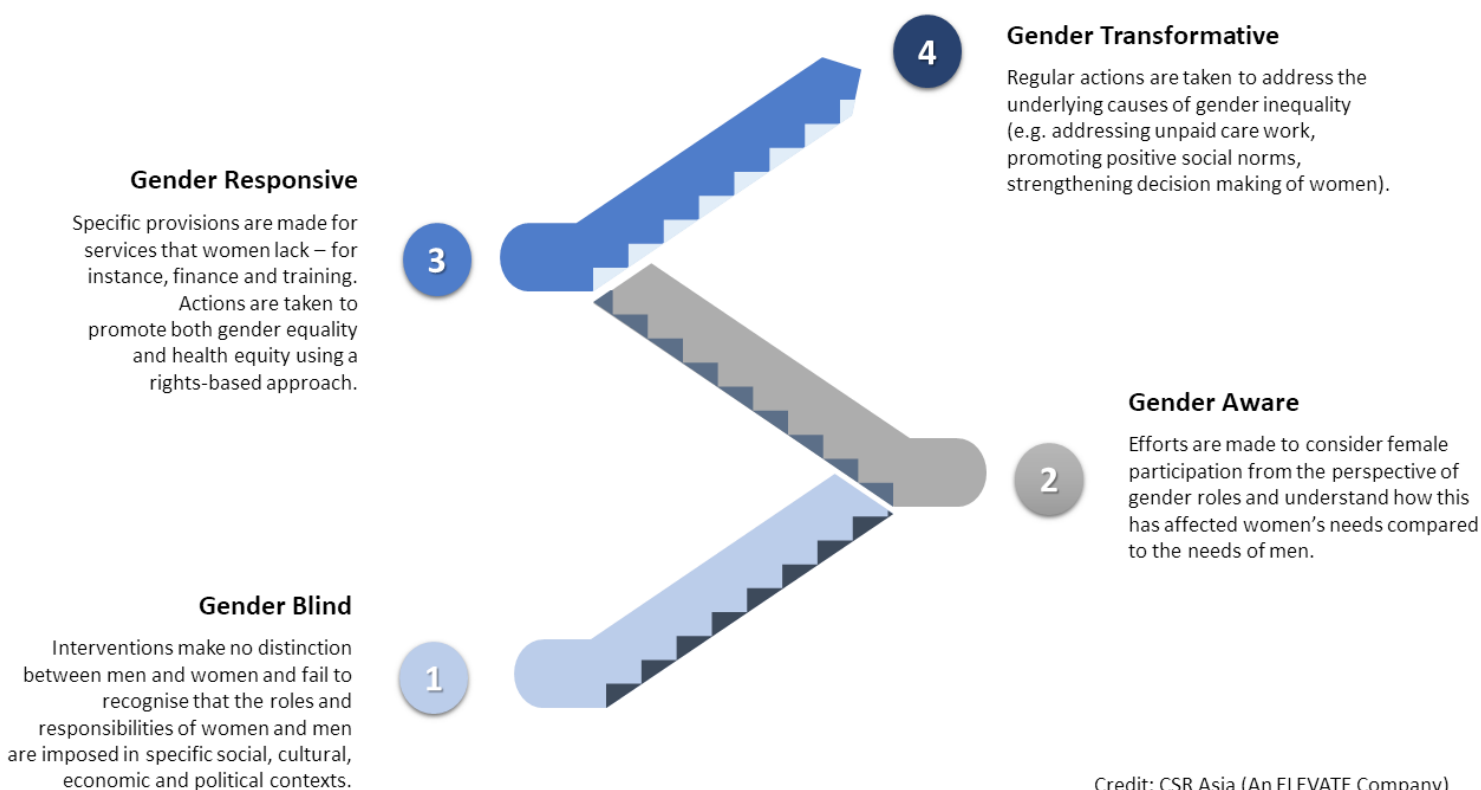 4
Gender Transformative
Regular actions are taken to address the
underlying causes of gender inequality
(e.g. addressing unpaid care work,
promoting positive social norms,
strengthening decision making of women).
Gender Responsive
Specific provisions are made for
services that women lack – for
instance, finance and training.
Actions are taken to
promote both gender equality
and health equity using a
rights-based approach.
3
Gender Aware
Efforts are made to consider female
participation from the perspective of
gender roles and understand how this
has affected women's needs compared
to the needs of men.
2
Gender Blind
Interventions make no distinction
between men and women and fail to
recognise that the roles and
responsibilities of women and men
are imposed in specific social, cultural,
economic and political contexts.
1
Credit: CSR Asia (An ELEVATE Company)